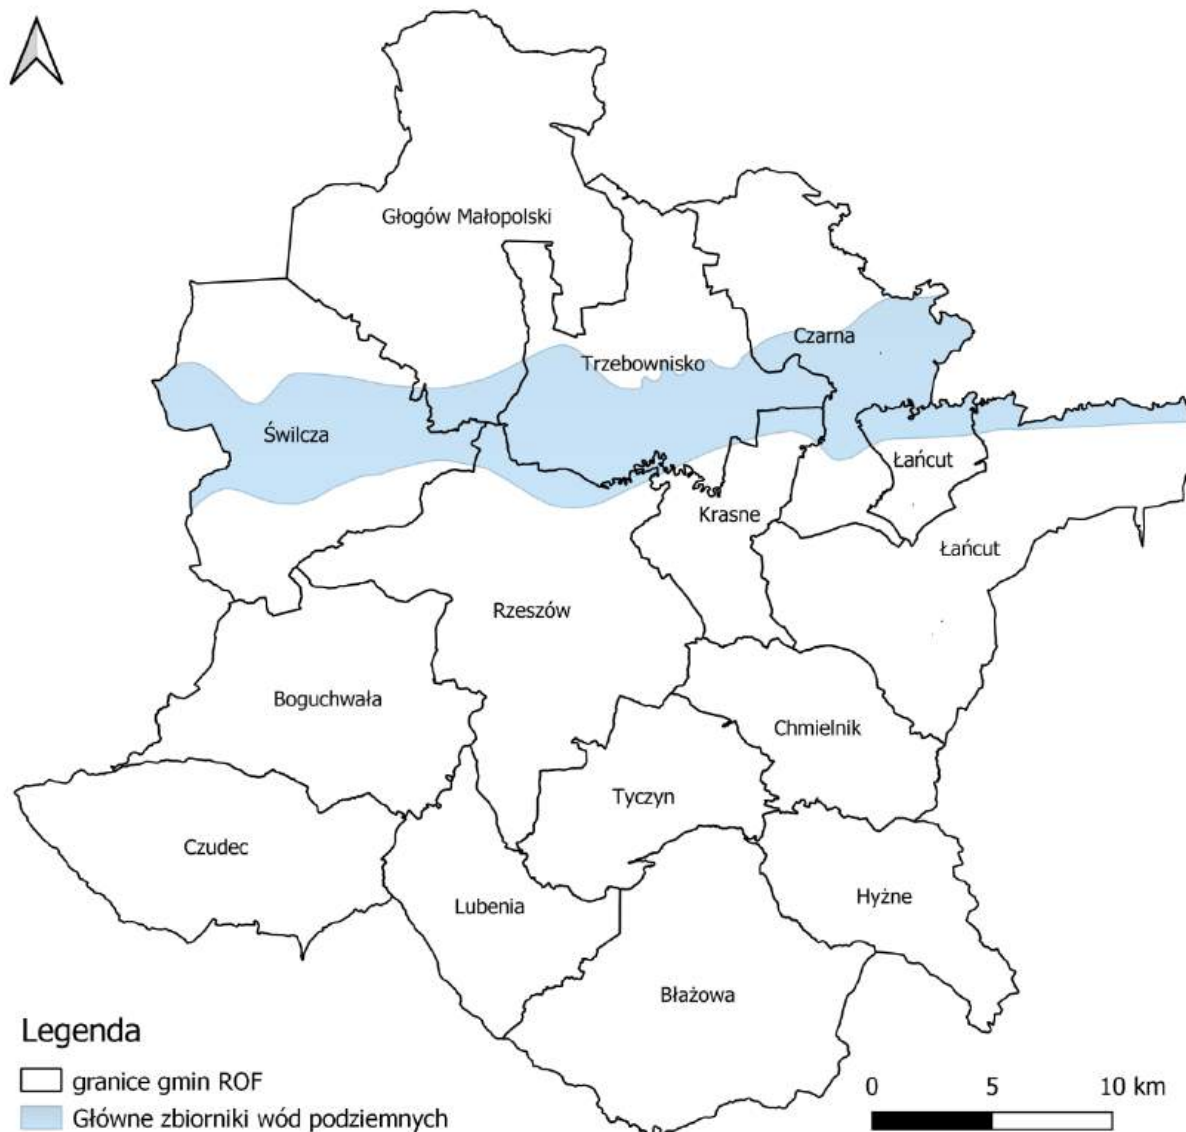 Głogów Małopolski
Czarna
Trzebownisko
Świlcza
Łańcut
Krasne
Łańcut
Rzeszów
Boguchwała
Chmielnik
Tyczyn
Czudec
Hyżne
Lubenia
Błażowa
Legenda
granice gmin ROF
Główne zbiorniki wód podziemnych
0 5 10 km